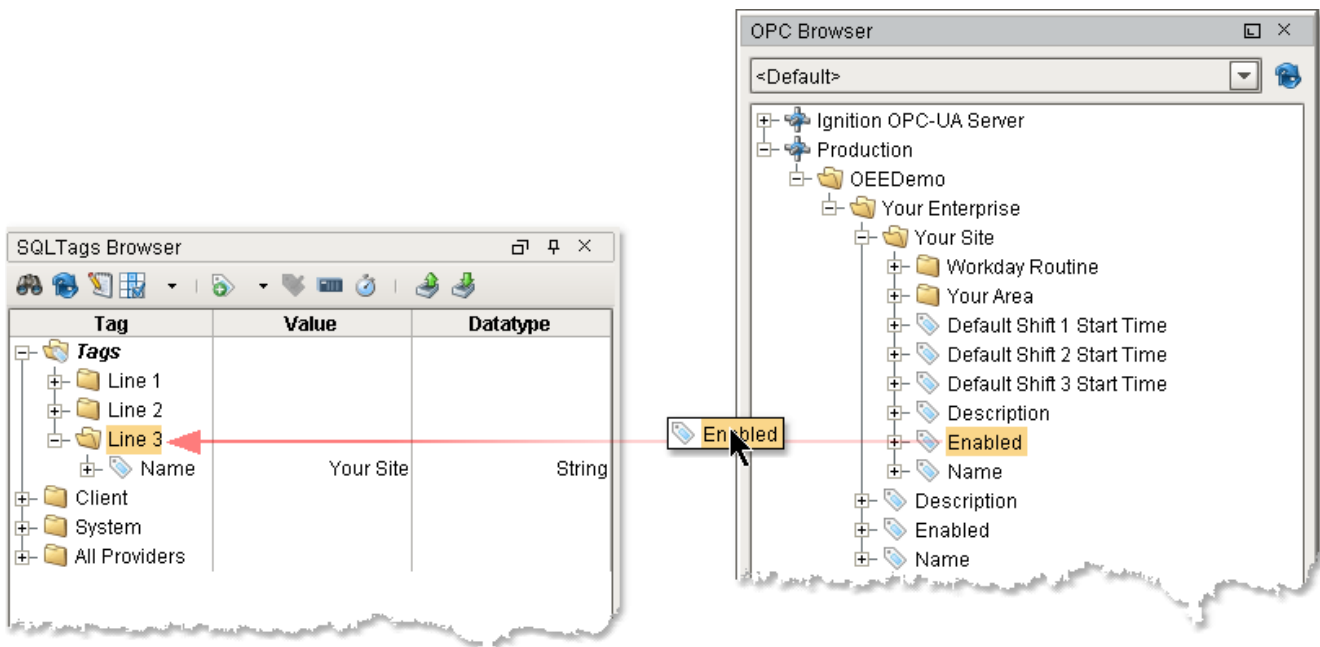 OPC Browser
<Default>
Ignition OPC-UA Server
Production
OEEDemo
Your Enterprise
Your Site
Workday Routine
Your Area
Default Shift 1 Start Time
Default Shift 2 Start Time
Default Shift 3 Start Time
Description
Enabled
Name
Description
Enabled
Name
Enabled
SQLTags Browser
Tag Value Datatype
Tags
Line 1
Line 2
Line 3
Name Your Site String
Client
System
All Providers